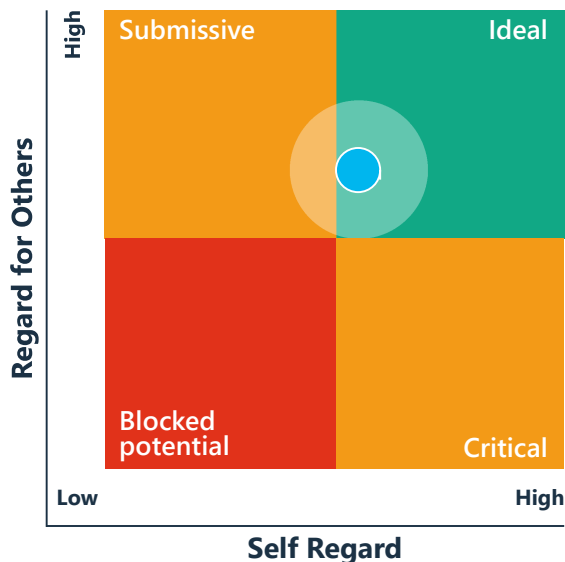 High
Submissive
Ideal
Regard for Others
Blocked
potential
Critical
Low
High
Self Regard